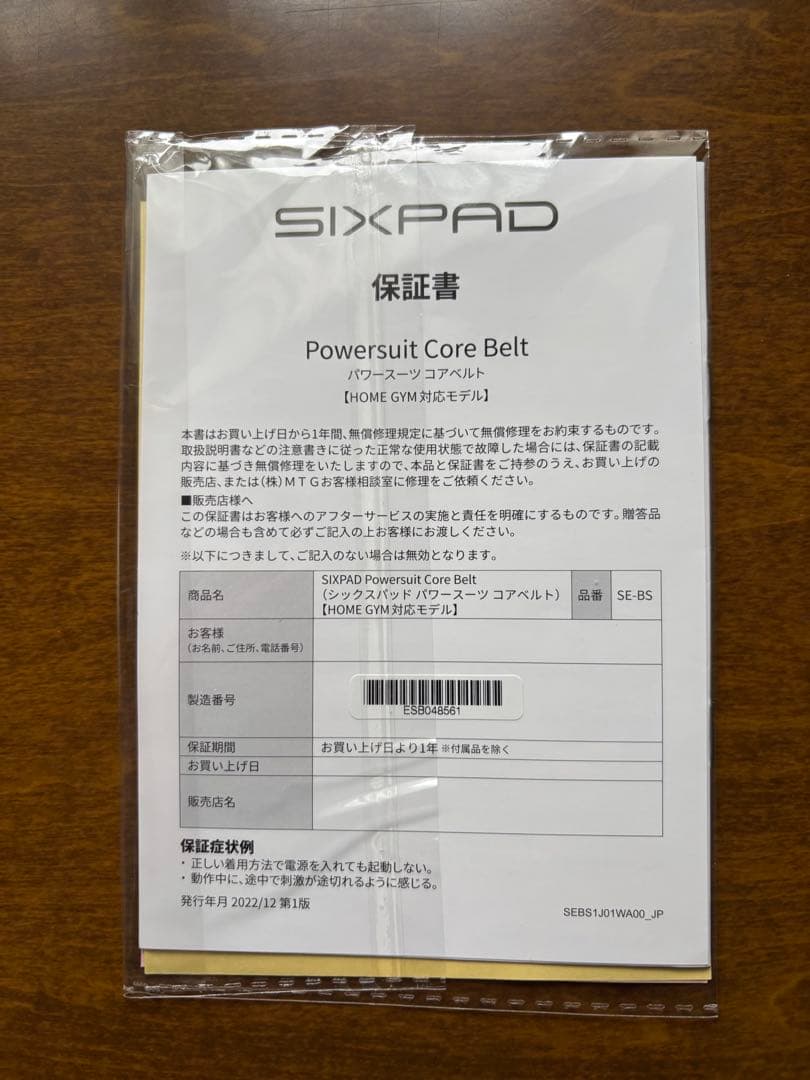 SIXPAD
保証書
Powersuit Core Belt
パワースーツ コアベルト
【HOME GYM対応モデル】
本書はお買い上げ日から1年間、無償修理規定に基づいて無償修理をお約束するものです。
取扱説明書などの注意書きに従った正常な使用状態で故障した場合には、保証書の記載
内容に基づき無償修理をいたしますので、本品と保証書をご持参のうえ、お買い上げの
販売店、または(株)MTGお客様相談室に修理をご依頼ください。
■販売店様へ
この保証書はお客様へのアフターサービスの実施と責任を明確にするものです。贈答品
などの場合も含めて必ずご記入の上お客様にお渡しください。
※以下につきまして、ご記入のない場合は無効となります。
商品名 SIXPAD Powersuit Core Belt
（シックスパッド パワースーツ コアベルト）
【HOME GYM対応モデル】 品番 SE-BS
お客様
（お名前、ご住所、電話番号）
製造番号 ESB048561
保証期間 お買い上げ日より1年 ※付属品を除く
お買い上げ日
販売店名
保証症状例
・正しい着用方法で電源を入れても起動しない。
・動作中に、途中で刺激が途切れるように感じる。
発行年月 2022/12 第1版
SEBS1J01WA00_JP